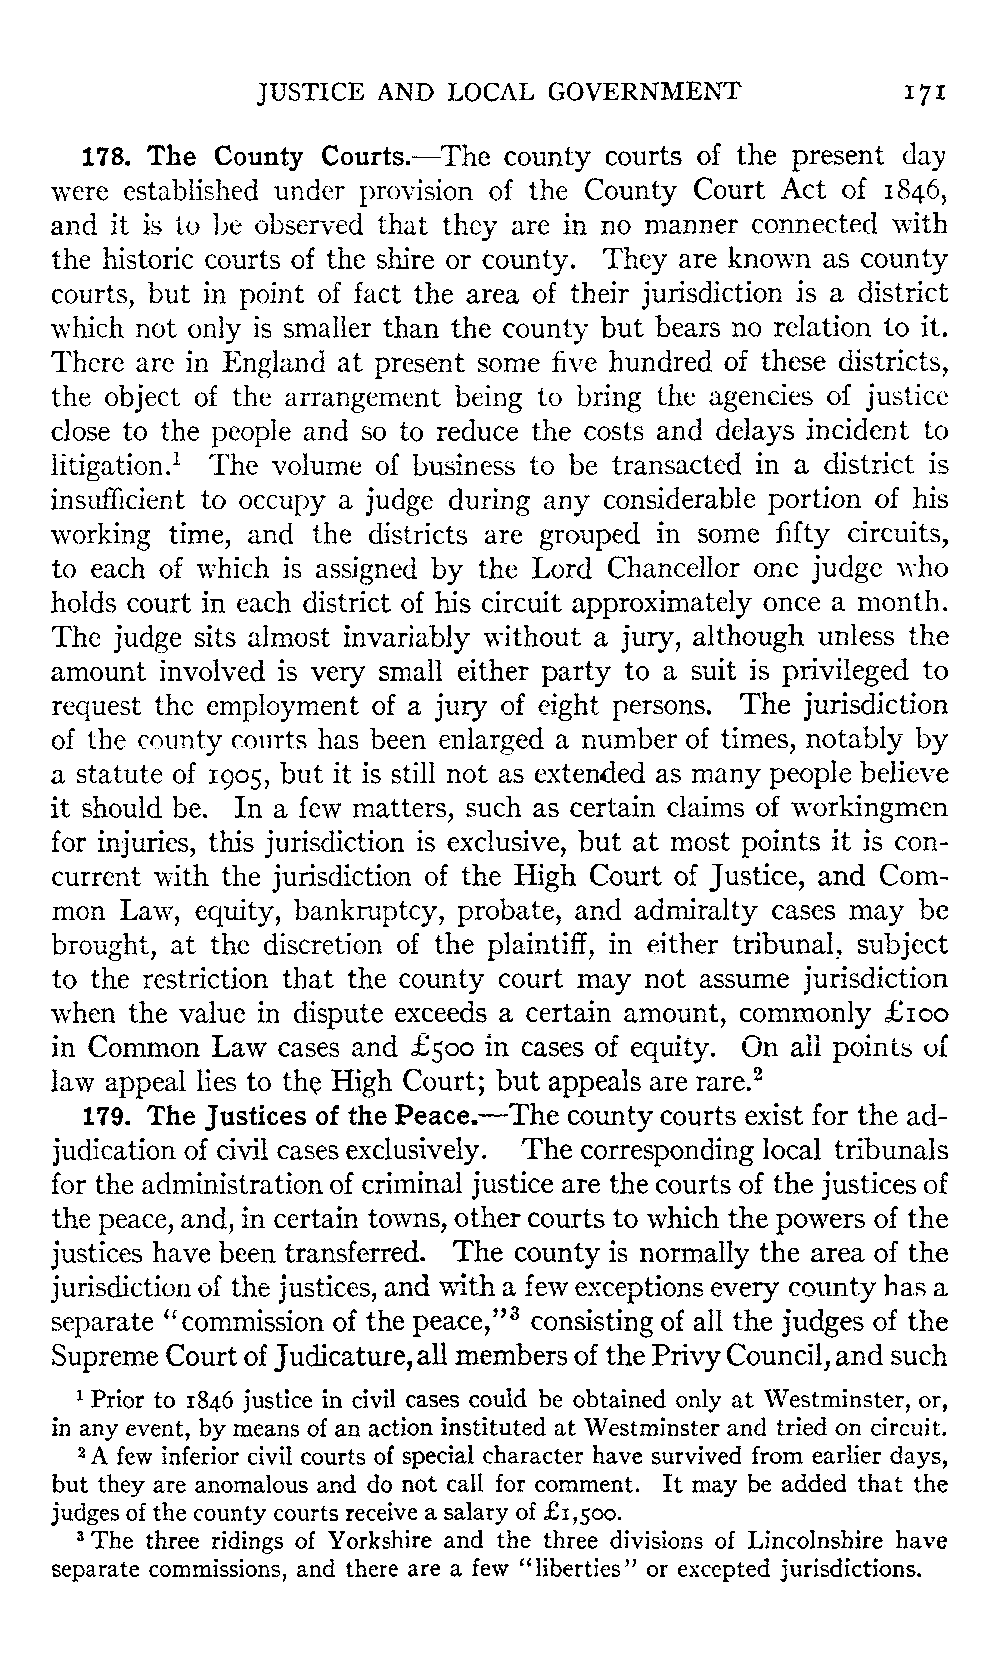 JUSTICE AND LOCAL GOVERNMENT 171
178. The County Courts.—The county courts of the present day
were established under provision of the County Court Act of 1846,
and it is to be observed that they are in no manner connected with
the historic courts of the shire or county. They are known as county
courts, but in point of fact the area of their jurisdiction is a district
which not only is smaller than the county but bears no relation to it.
There are in England at present some five hundred of these districts,
the object of the arrangement being to bring the agencies of justice
close to the people and so to reduce the costs and delays incident to
litigation.¹ The volume of business to be transacted in a district is
insufficient to occupy a judge during any considerable portion of his
working time, and the districts are grouped in some fifty circuits,
to each of which is assigned by the Lord Chancellor one judge who
holds court in each district of his circuit approximately once a month.
The judge sits almost invariably without a jury, although unless the
amount involved is very small either party to a suit is privileged to
request the employment of a jury of eight persons. The jurisdiction
of the county courts has been enlarged a number of times, notably by
a statute of 1905, but it is still not as extended as many people believe
it should be. In a few matters, such as certain claims of workingmen
for injuries, this jurisdiction is exclusive, but at most points it is con-
current with the jurisdiction of the High Court of Justice, and Com-
mon Law, equity, bankruptcy, probate, and admiralty cases may be
brought, at the discretion of the plaintiff, in either tribunal, subject
to the restriction that the county court may not assume jurisdiction
when the value in dispute exceeds a certain amount, commonly £100
in Common Law cases and £500 in cases of equity. On all points of
law appeal lies to the High Court; but appeals are rare.²
179. The Justices of the Peace.—The county courts exist for the ad-
judication of civil cases exclusively. The corresponding local tribunals
for the administration of criminal justice are the courts of the justices of
the peace, and, in certain towns, other courts to which the powers of the
justices have been transferred. The county is normally the area of the
jurisdiction of the justices, and with a few exceptions every county has a
separate “commission of the peace,”³ consisting of all the judges of the
Supreme Court of Judicature, all members of the Privy Council, and such
¹ Prior to 1846 justice in civil cases could be obtained only at Westminster, or,
in any event, by means of an action instituted at Westminster and tried on circuit.
² A few inferior civil courts of special character have survived from earlier days,
but they are anomalous and do not call for comment. It may be added that the
judges of the county courts receive a salary of £1,500.
³ The three ridings of Yorkshire and the three divisions of Lincolnshire have
separate commissions, and there are a few “liberties” or excepted jurisdictions.